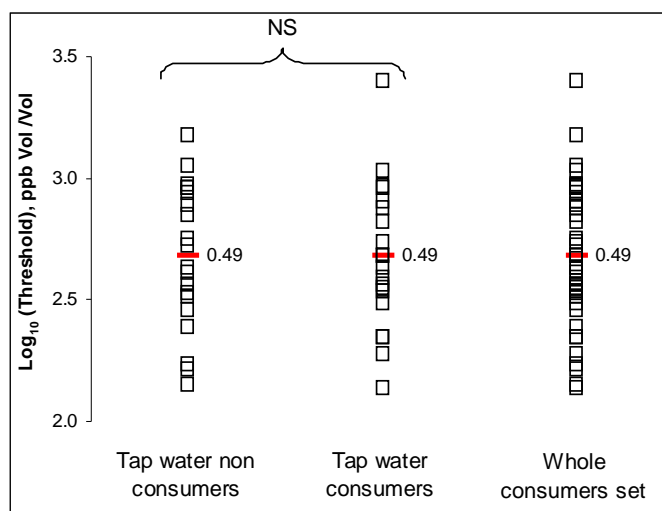 NS
3.5
3.0
2.5
2.0
Log₁₀ (Threshold), ppb Vol /Vol
0.49
0.49
0.49
Tap water non
consumers
Tap water
consumers
Whole
consumers set